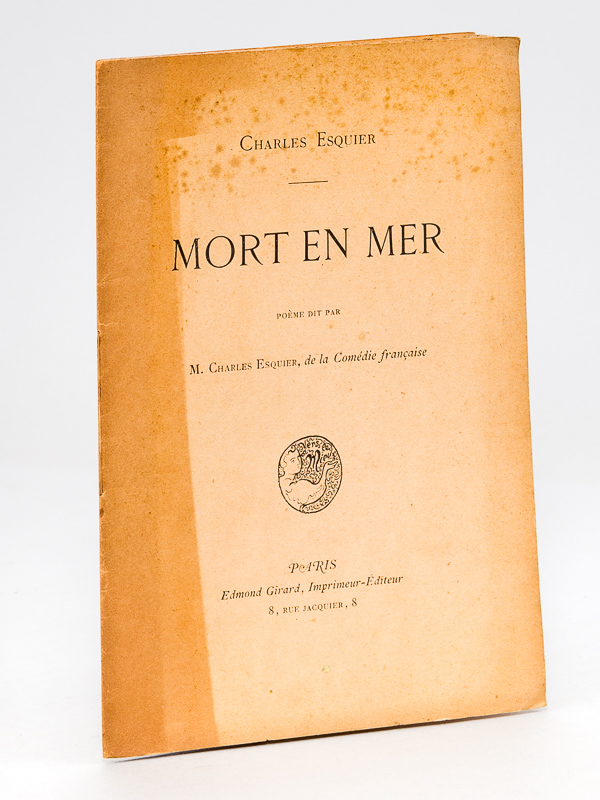 CHARLES ESQUIER
MORT EN MER
POÈME DIT PAR
M. CHARLES ESQUIER, de la Comédie française
PARIS
Edmond Girard, Imprimeur-Éditeur
8, RUE JACQUIER, 8